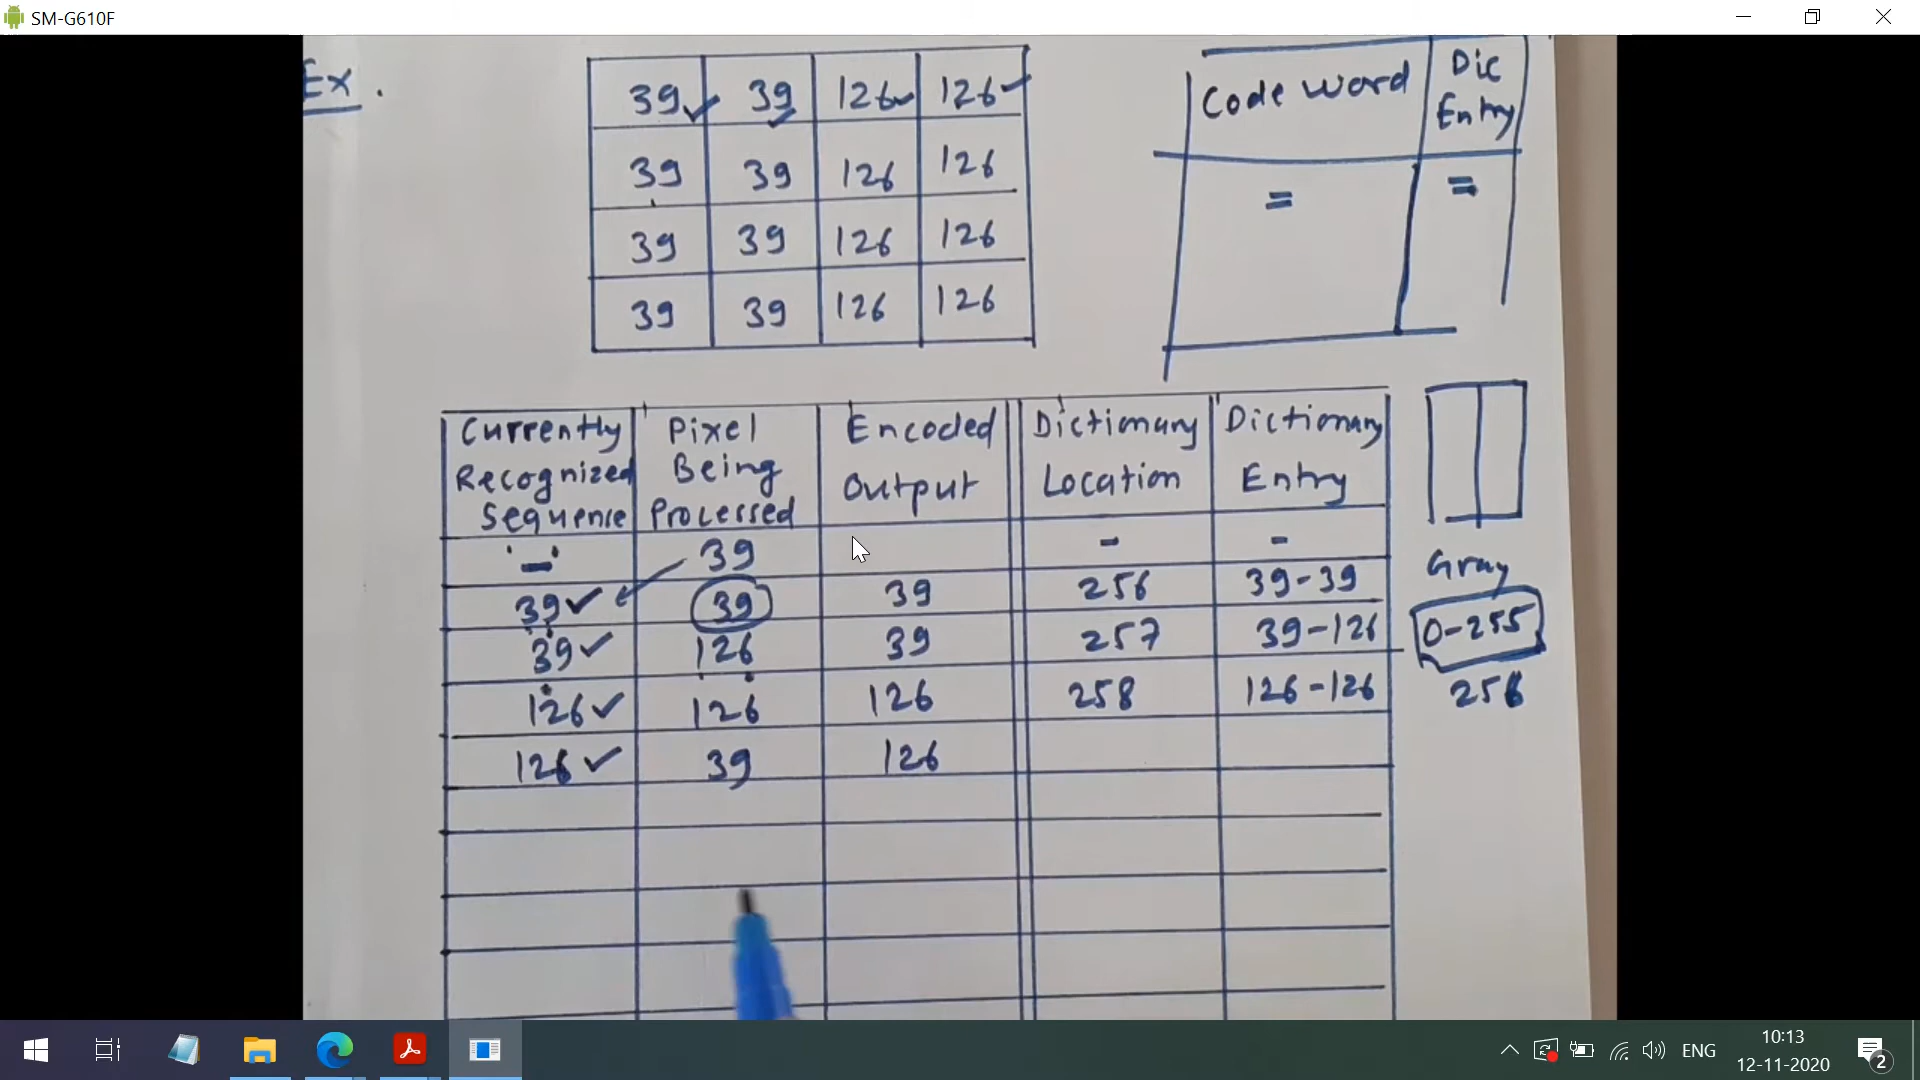 SM-G610F
Ex.
39 39 126 126
39 39 126 126
39 39 126 126
39 39 126 126
Code Word
Dic
Entry
=
=
Currently
Recognized
Sequence
Pixel
Being
Processed
Encoded
Output
Dictionary
Location
Dictionary
Entry
- 39 - -
39 39 39 256 39-39
39 126 39 257 39-126
126 126 126 258 126-126
126 39 126
Gray
0-255
256
ENG
10:13
12-11-2020
2